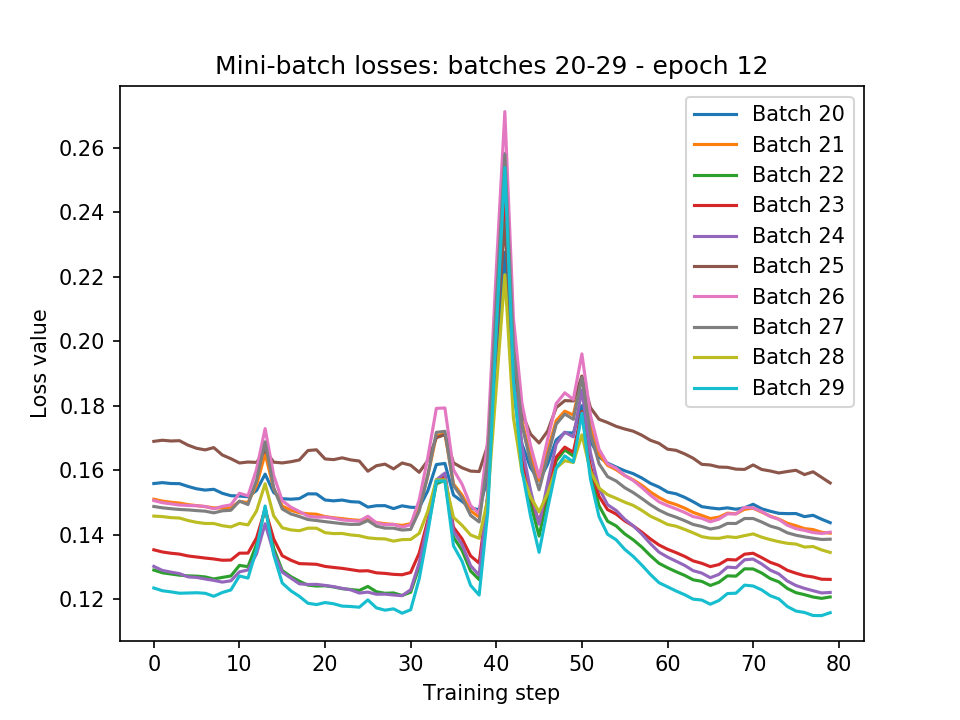 Mini-batch losses: batches 20-29 - epoch 12
Loss value
0.26
0.24
0.22
0.20
0.18
0.16
0.14
0.12
0 10 20 30 40 50 60 70 80
Training step
Batch 20
Batch 21
Batch 22
Batch 23
Batch 24
Batch 25
Batch 26
Batch 27
Batch 28
Batch 29